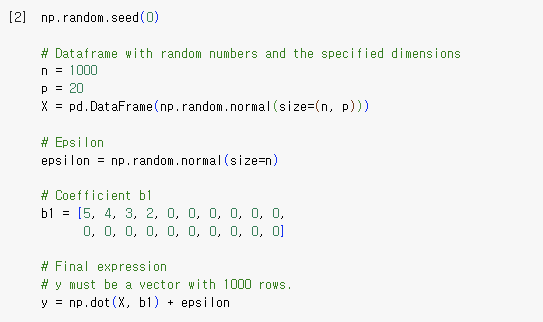 [2] np.random.seed(0)
# Dataframe with random numbers and the specified dimensions
n = 1000
p = 20
X = pd.DataFrame(np.random.normal(size=(n, p)))
# Epsilon
epsilon = np.random.normal(size=n)
# Coefficient b1
b1 = [5, 4, 3, 2, 0, 0, 0, 0, 0, 0,
0, 0, 0, 0, 0, 0, 0, 0, 0, 0]
# Final expression
# y must be a vector with 1000 rows.
y = np.dot(X, b1) + epsilon